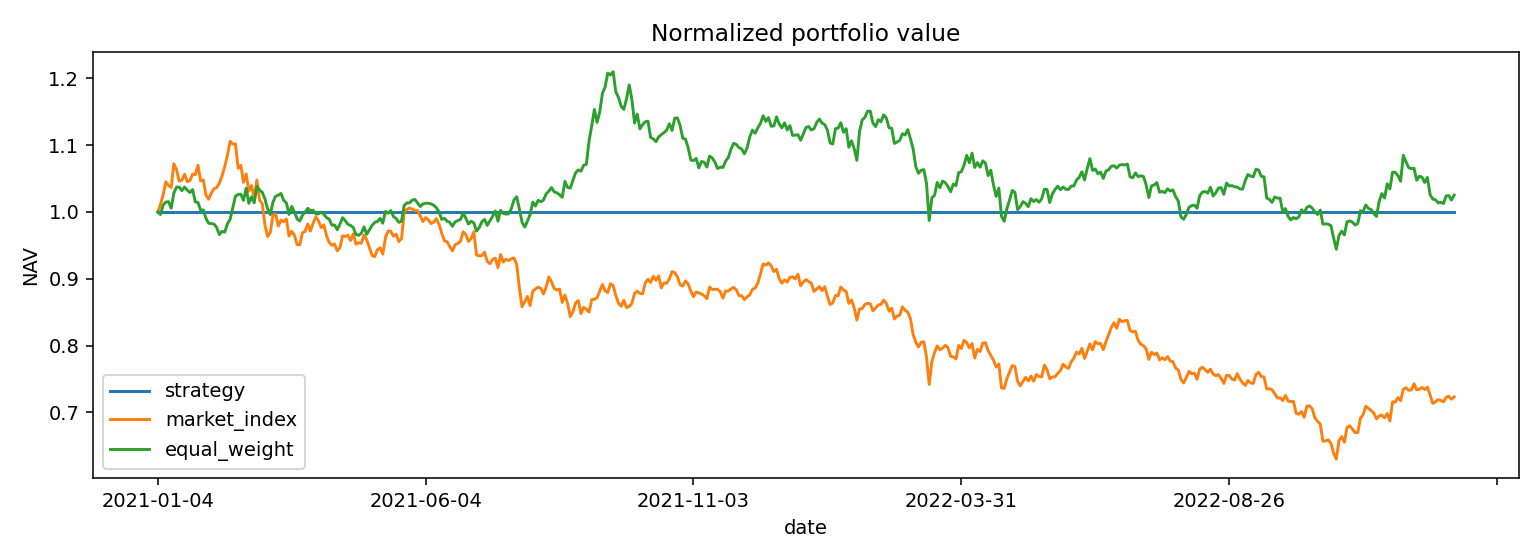 Normalized portfolio value
1.2
1.1
1.0
0.9
0.8
0.7
NAV
strategy
market_index
equal_weight
2021-01-04
2021-06-04
2021-11-03
2022-03-31
2022-08-26
date